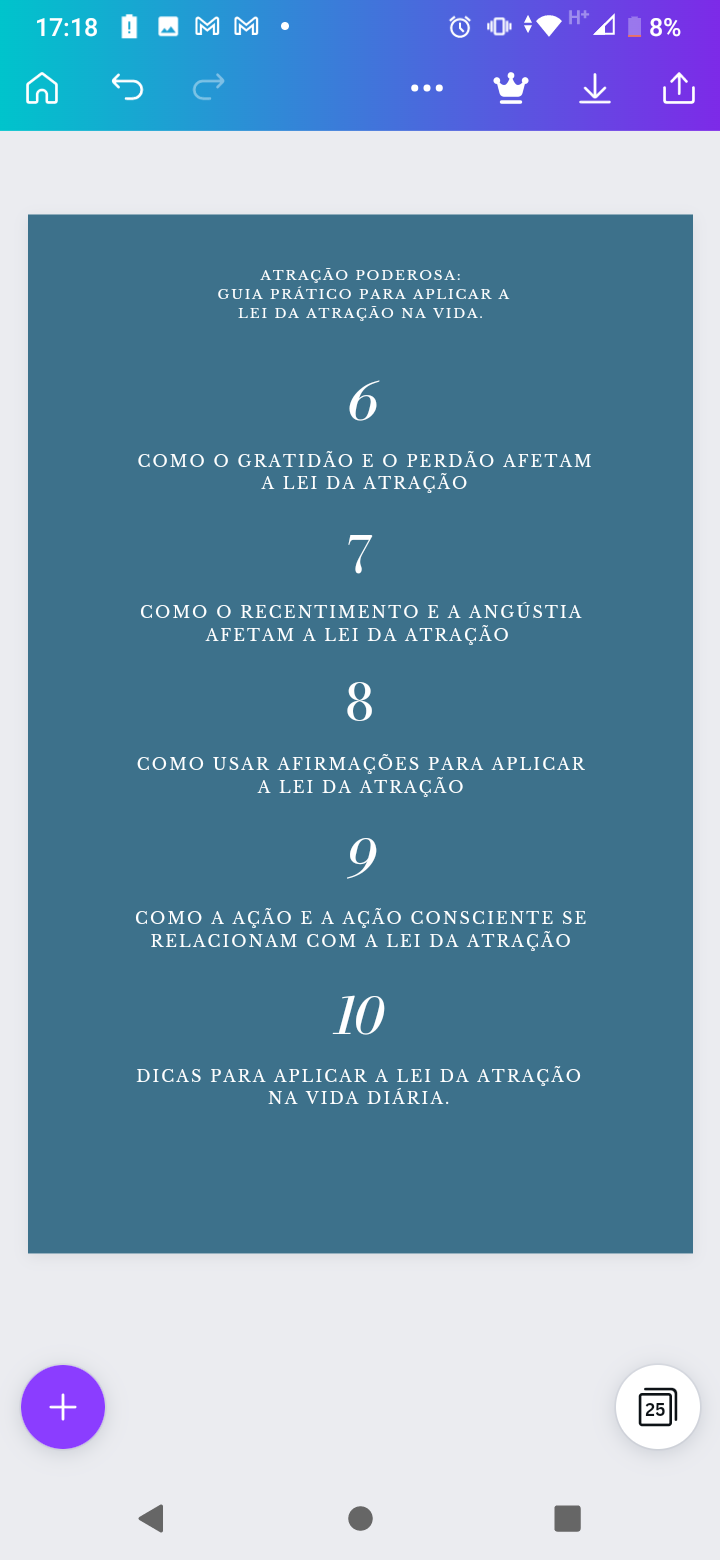 17:18
H+
8%
ATRAÇÃO PODEROSA:
GUIA PRÁTICO PARA APLICAR A
LEI DA ATRAÇÃO NA VIDA.
6
COMO O GRATIDÃO E O PERDÃO AFETAM
A LEI DA ATRAÇÃO
7
COMO O RECENTIMENTO E A ANGÚSTIA
AFETAM A LEI DA ATRAÇÃO
8
COMO USAR AFIRMAÇÕES PARA APLICAR
A LEI DA ATRAÇÃO
9
COMO A AÇÃO E A AÇÃO CONSCIENTE SE
RELACIONAM COM A LEI DA ATRAÇÃO
10
DICAS PARA APLICAR A LEI DA ATRAÇÃO
NA VIDA DIÁRIA.
25